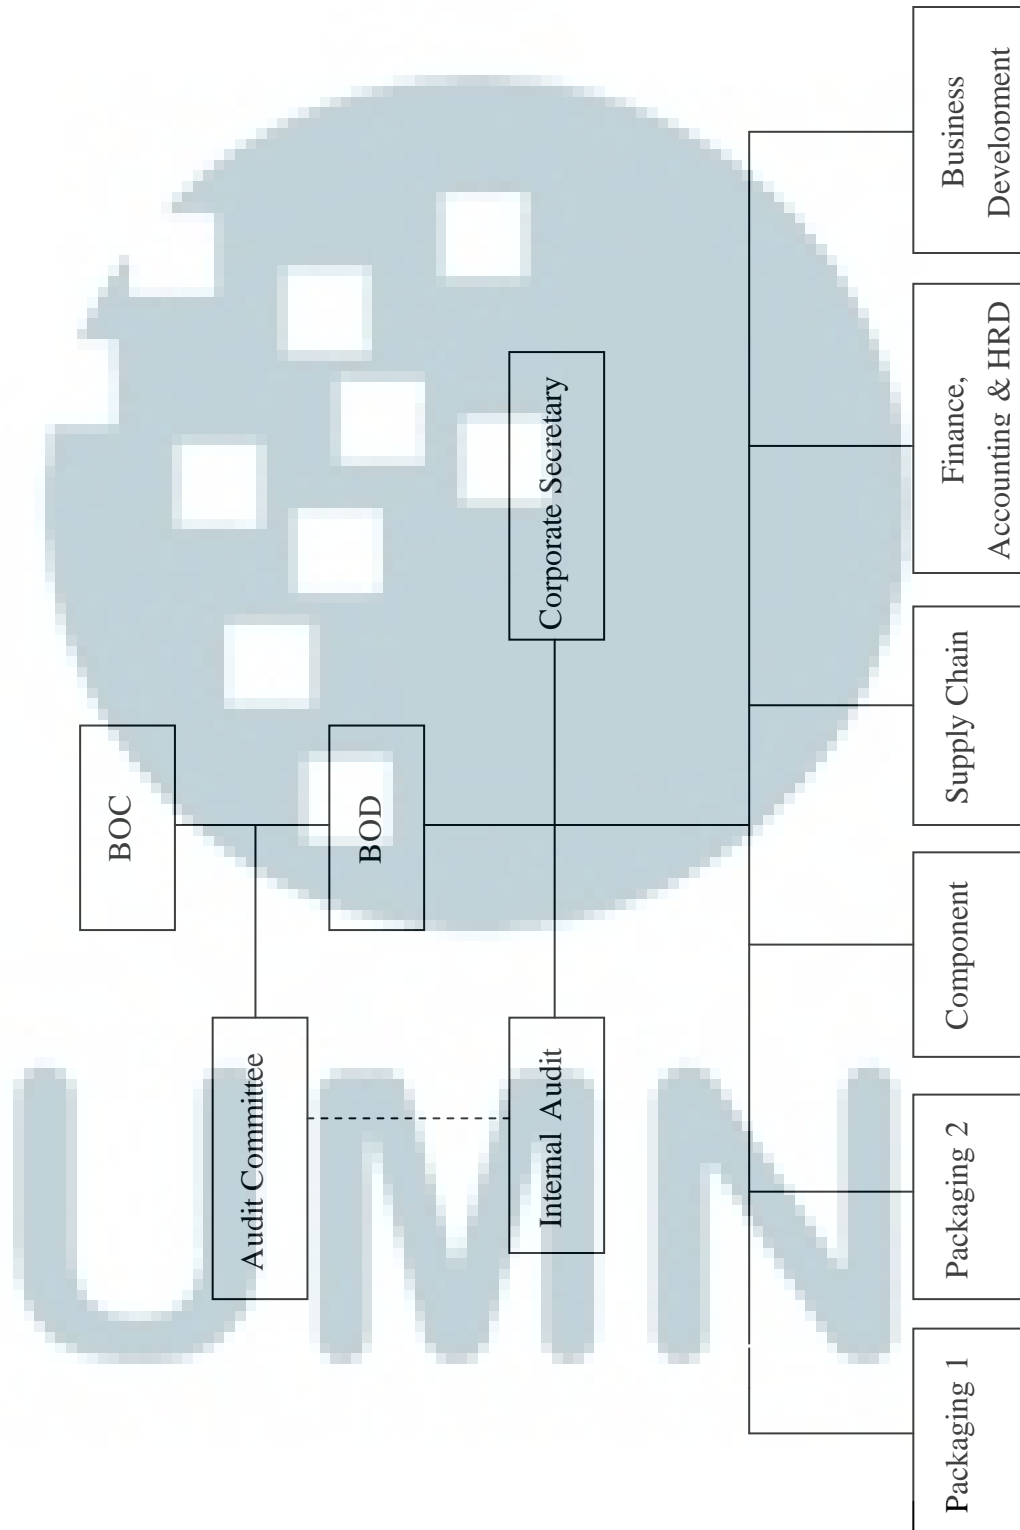 BOC
Audit Committee
BOD
Internal Audit
Corporate Secretary
Packaging 1
Packaging 2
Component
Supply Chain
Finance,
Accounting & HRD
Business
Development
UMN